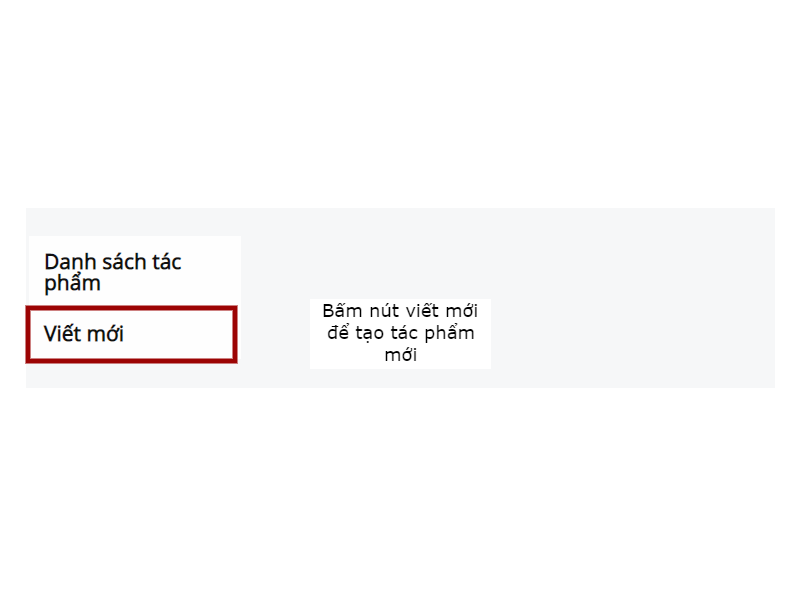 Danh sách tác
phẩm
Viết mới
Bấm nút viết mới
để tạo tác phẩm
mới